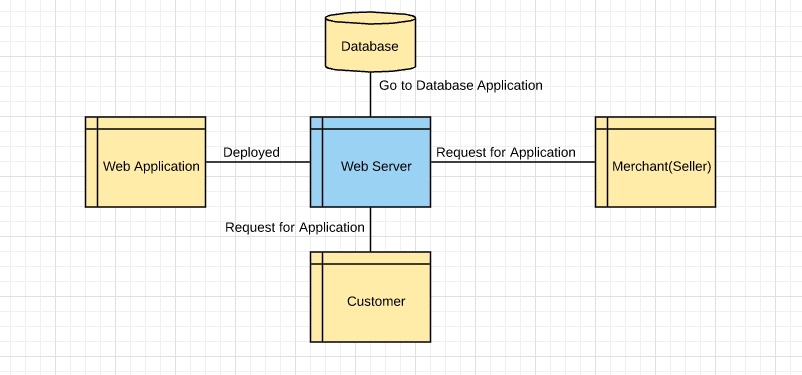 Database
Go to Database Application
Web Application
Deployed
Web Server
Request for Application
Merchant(Seller)
Request for Application
Customer